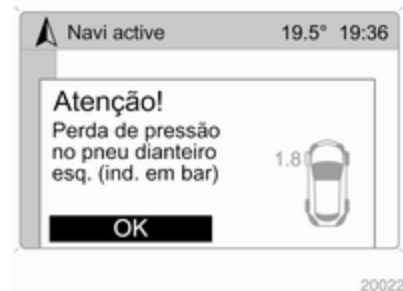 Navi active 19.5° 19:36
Atenção!
Perda de pressão
no pneu dianteiro
esq. (ind. em bar)
1.8
OK
20022